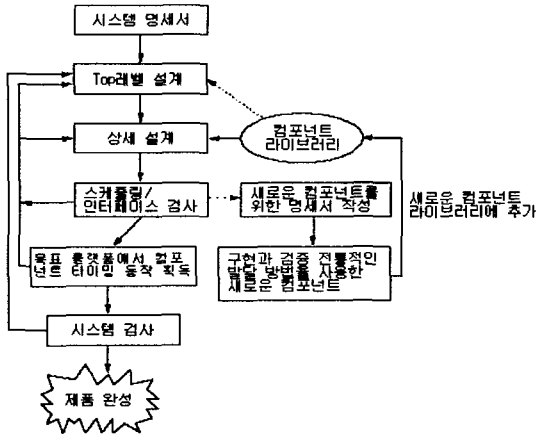 시스템 명세서
Top레벨 설계
상세 설계
컴포넌트
라이브러리
스케쥴링/
인터페이스 검사
새로운 컴포넌트를
위한 명세서 작성
새로운 컴포넌트
라이브러리에 추가
목표 플랫폼에서 컴포
넌트 타이밍 동작 획득
구현과 검증 전통적인
발달 방법을 사용한
새로운 컴포넌트
시스템 검사
제품 완성